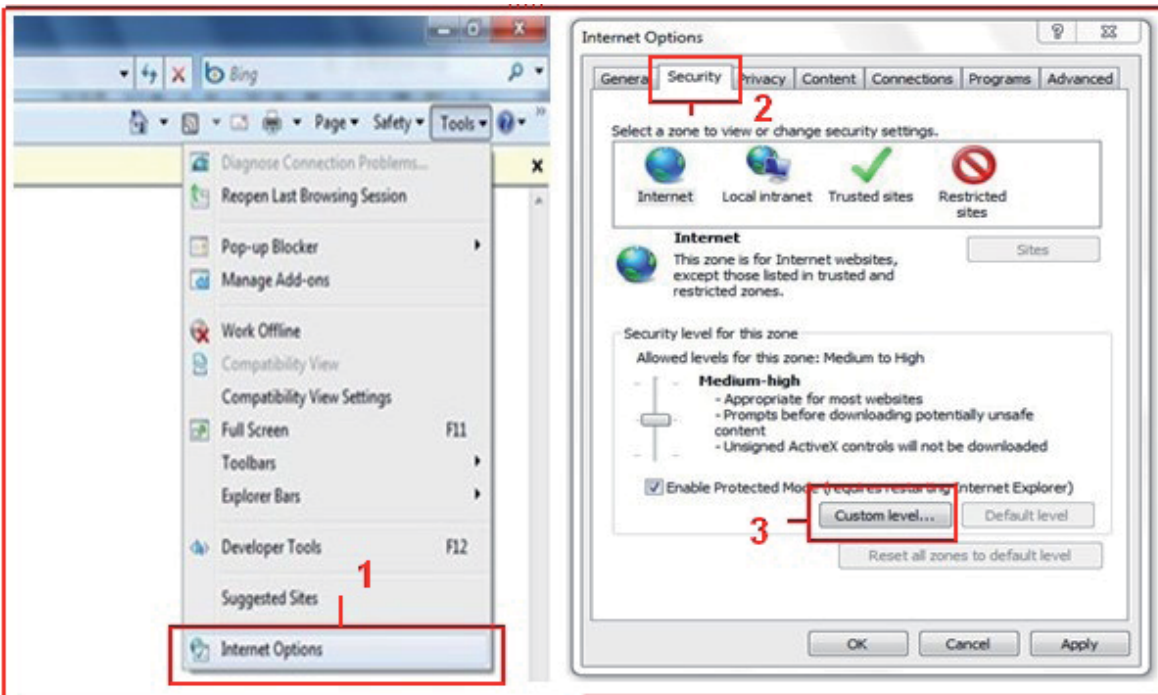 Bing
Page Safety Tools
Diagnose Connection Problems...
Reopen Last Browsing Session
Pop-up Blocker
Manage Add-ons
Work Offline
Compatibility View
Compatibility View Settings
Full Screen F11
Toolbars
Explorer Bars
Developer Tools F12
1
Suggested Sites
Internet Options
Internet Options
General Security Privacy Content Connections Programs Advanced
2
Select a zone to view or change security settings.
Internet Local intranet Trusted sites Restricted
sites
Internet
This zone is for Internet websites,
except those listed in trusted and
restricted zones.
Sites
Security level for this zone
Allowed levels for this zone: Medium to High
Medium-high
- Appropriate for most websites
- Prompts before downloading potentially unsafe
content
- Unsigned ActiveX controls will not be downloaded
Enable Protected Mode (requires restarting Internet Explorer)
3 Custom level... Default level
Reset all zones to default level
OK Cancel Apply